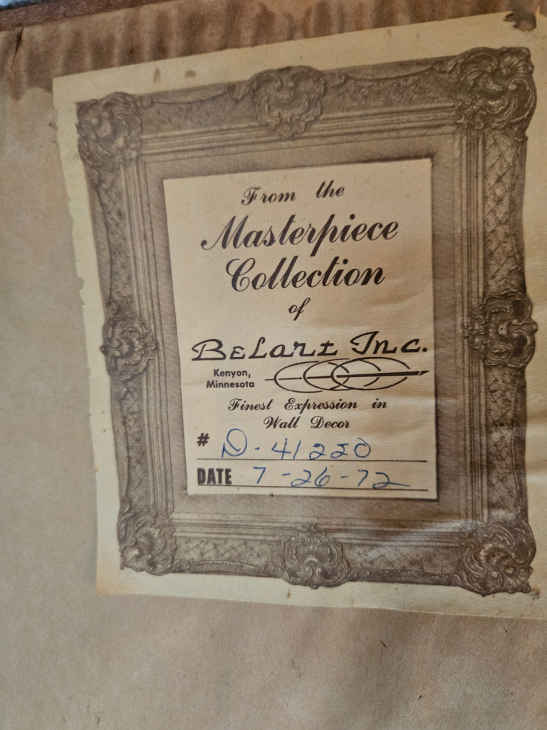 From the
Masterpiece
Collection
of
BeLart Inc.
Kenyon,
Minnesota
Finest Expression in
Wall Decor
# D-41220
DATE 7-26-72